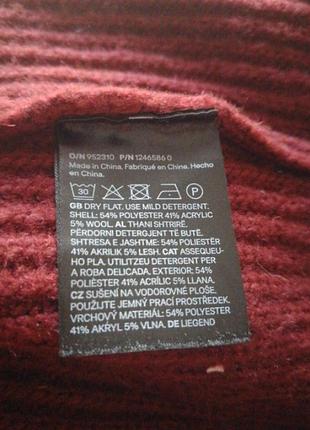 O/N 952310 P/N 1246586 0
Made in China. Fabriqué en Chine. Hecho
en China.
30 P
GB DRY FLAT. USE MILD DETERGENT.
SHELL: 54% POLYESTER 41% ACRYLIC
5% WOOL AL THANI SHTRIRË.
PËRDORNI DETERGJENT TË BUTË.
SHTRESA E JASHTME: 54% POLIESTËR
41% AKRILIK 5% LESH. CAT ASSEQUEU-
HO PLA. UTILITZEU DETERGENT PER
A ROBA DELICADA. EXTERIOR: 54%
POLIÈSTER 41% ACRÍLIC 5% LLANA
CZ SUŠENÍ NA VODOROVNÉ PLOŠE.
POUŽIJTE JEMNÝ PRACÍ PROSTŘEDEK.
VRCHOVÝ MATERIÁL: 54% POLYESTER
41% AKRYL 5% VLNA. DE LIEGEND